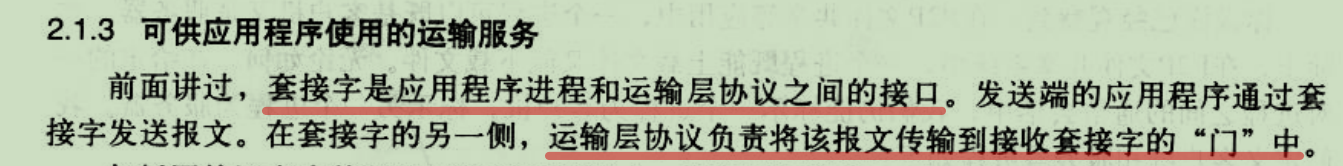 2.1.3 可供应用程序使用的运输服务
前面讲过，套接字是应用程序进程和运输层协议之间的接口。发送端的应用程序通过套
接字发送报文。在套接字的另一侧，运输层协议负责将该报文传输到接收套接字的“门”中。